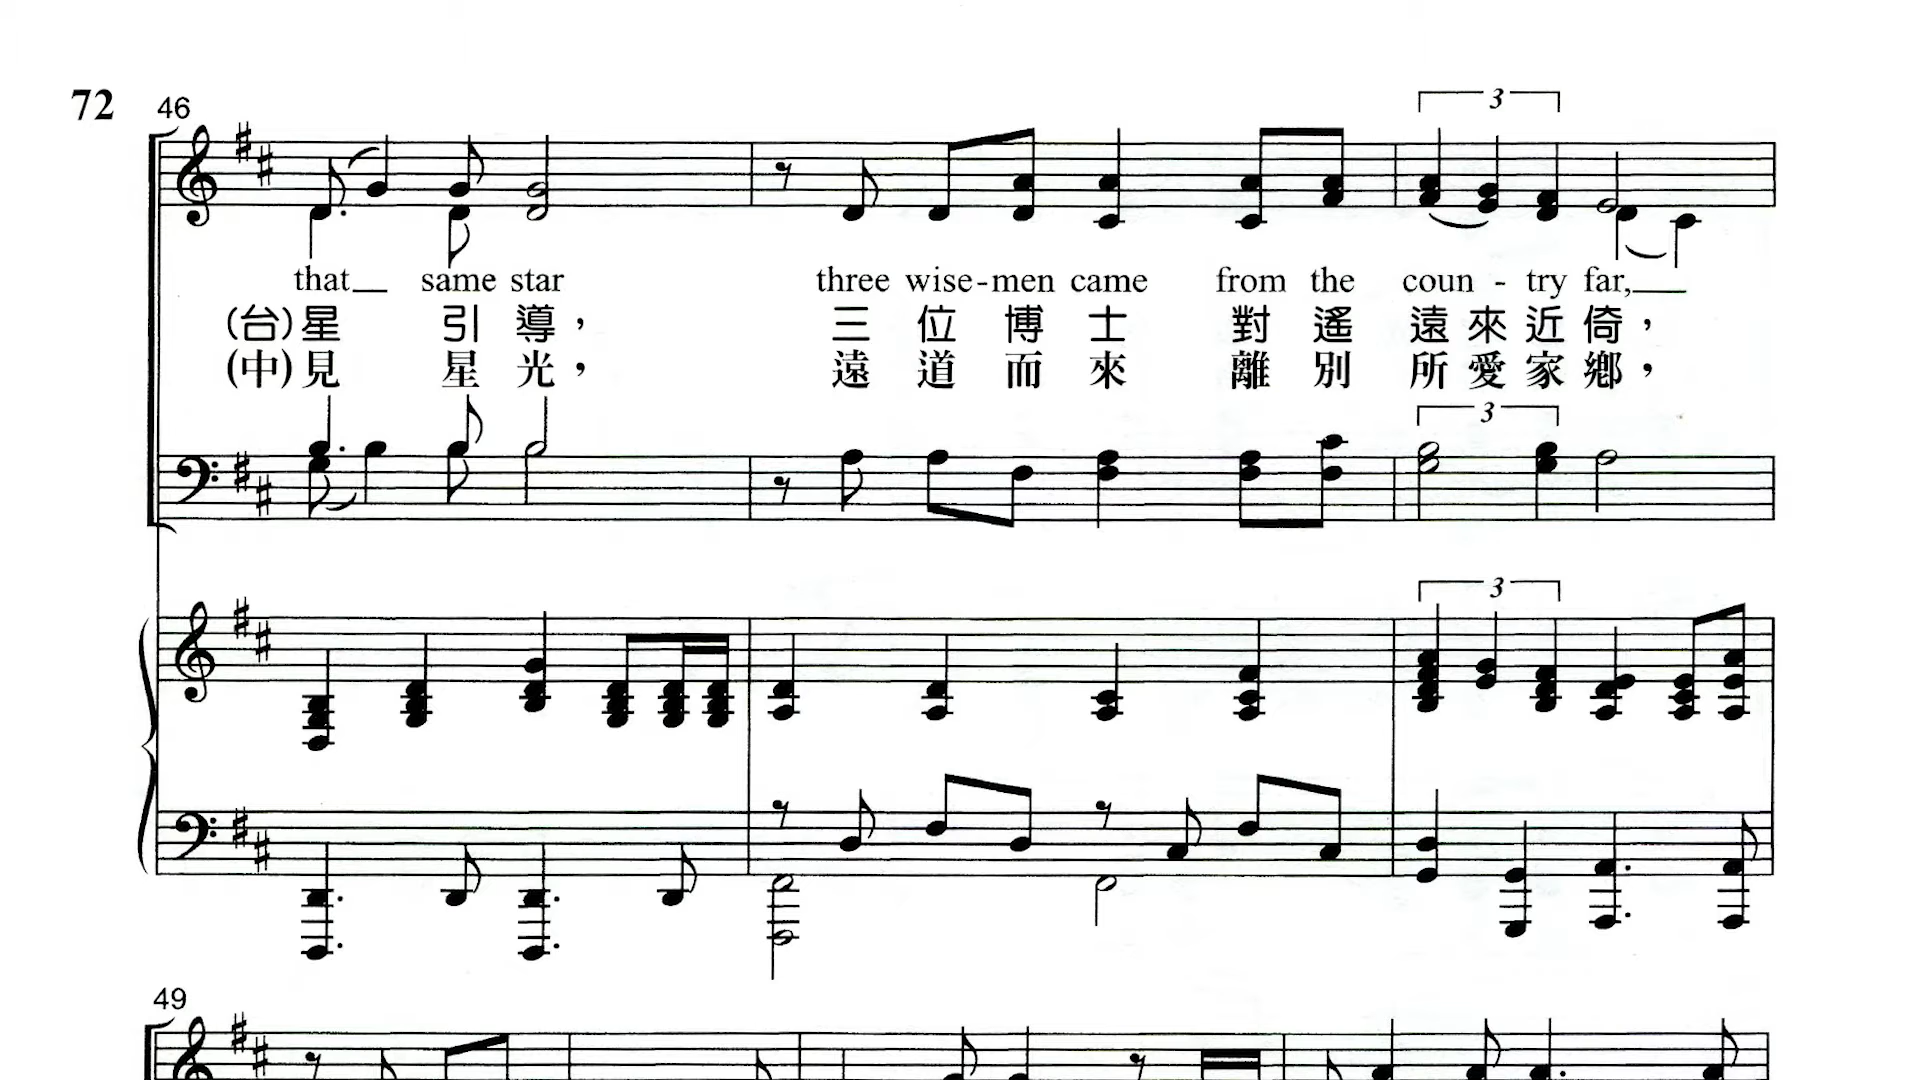 72 46
3
that same star three wise-men came from the coun - try far,
(台)星 引 導， 三 位 博 士 對 遙 遠 來 近 倚，
(中)見 星 光， 遠 道 而 來 離 別 所 愛 家 鄉，
3
3
49